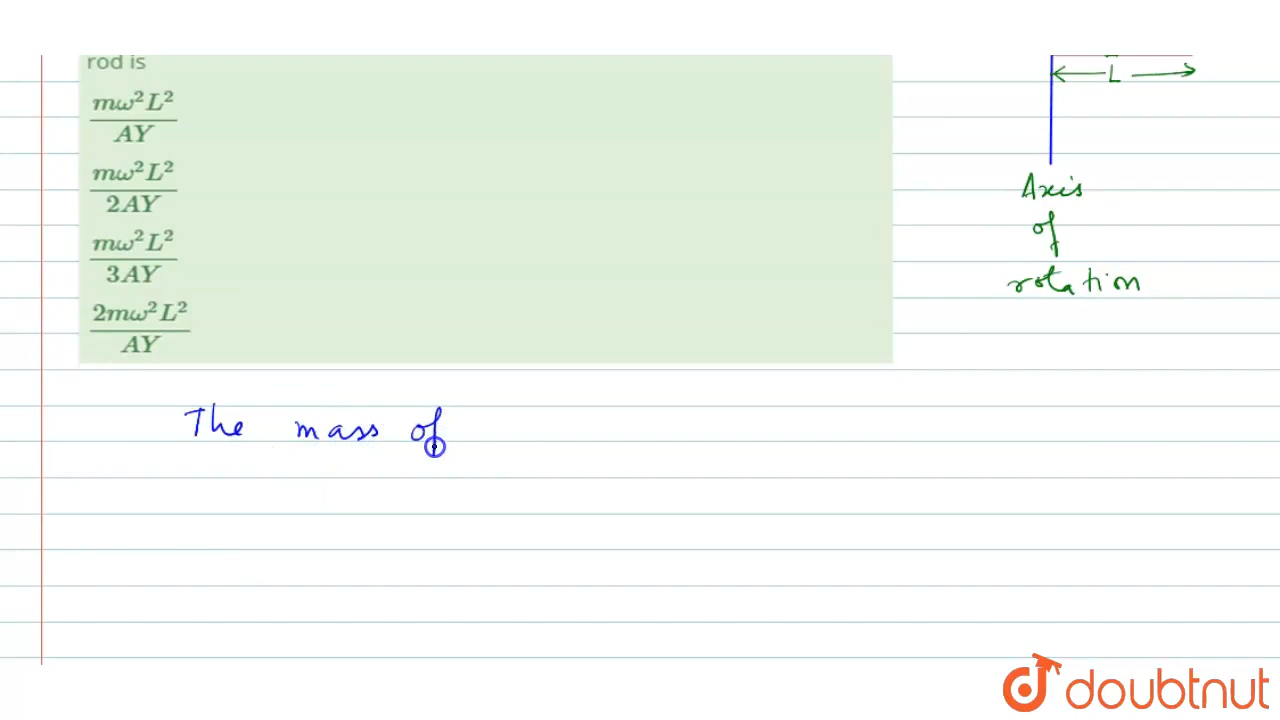 rod is
mω²L²/AY
mω²L²/2AY
mω²L²/3AY
2mω²L²/AY
L
Axis
of
rotation
The mass of
doubtnut